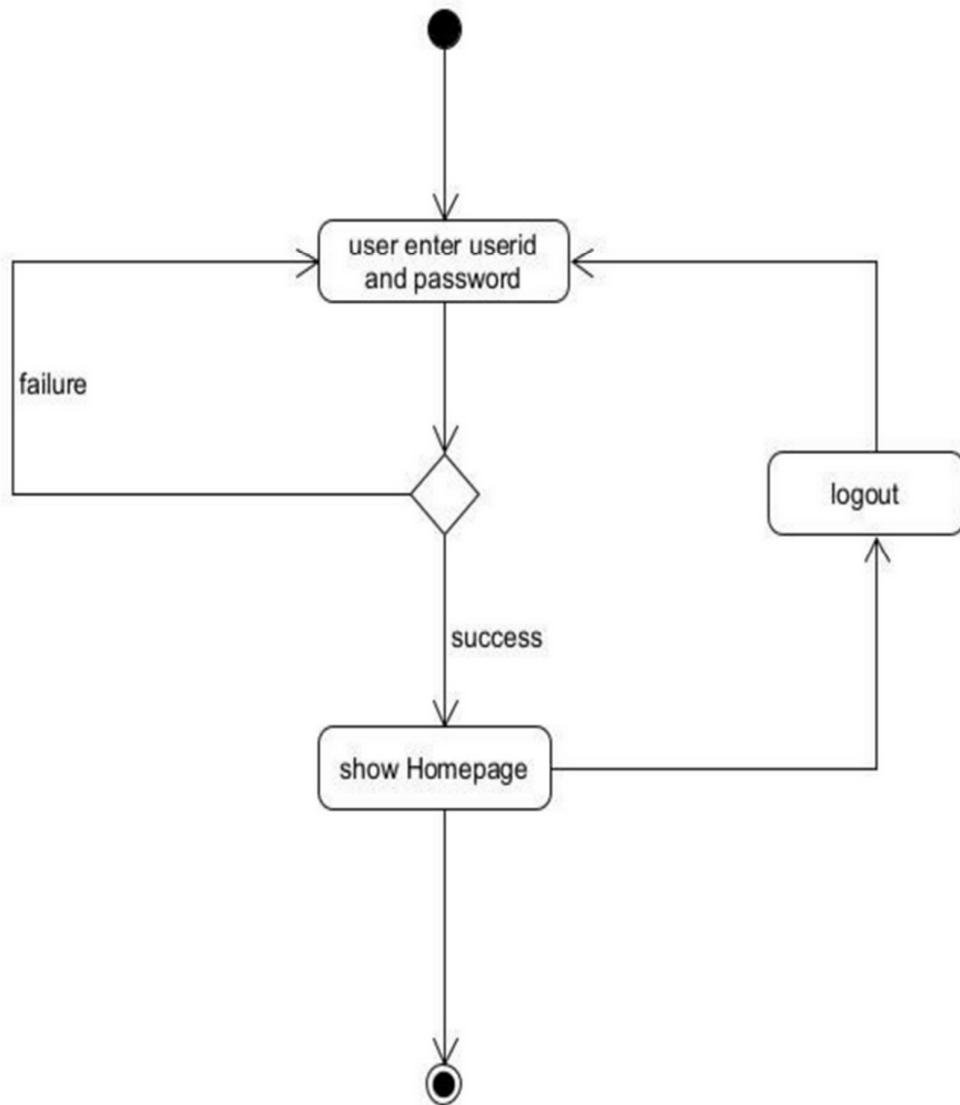 user enter userid
and password
failure
logout
success
show Homepage